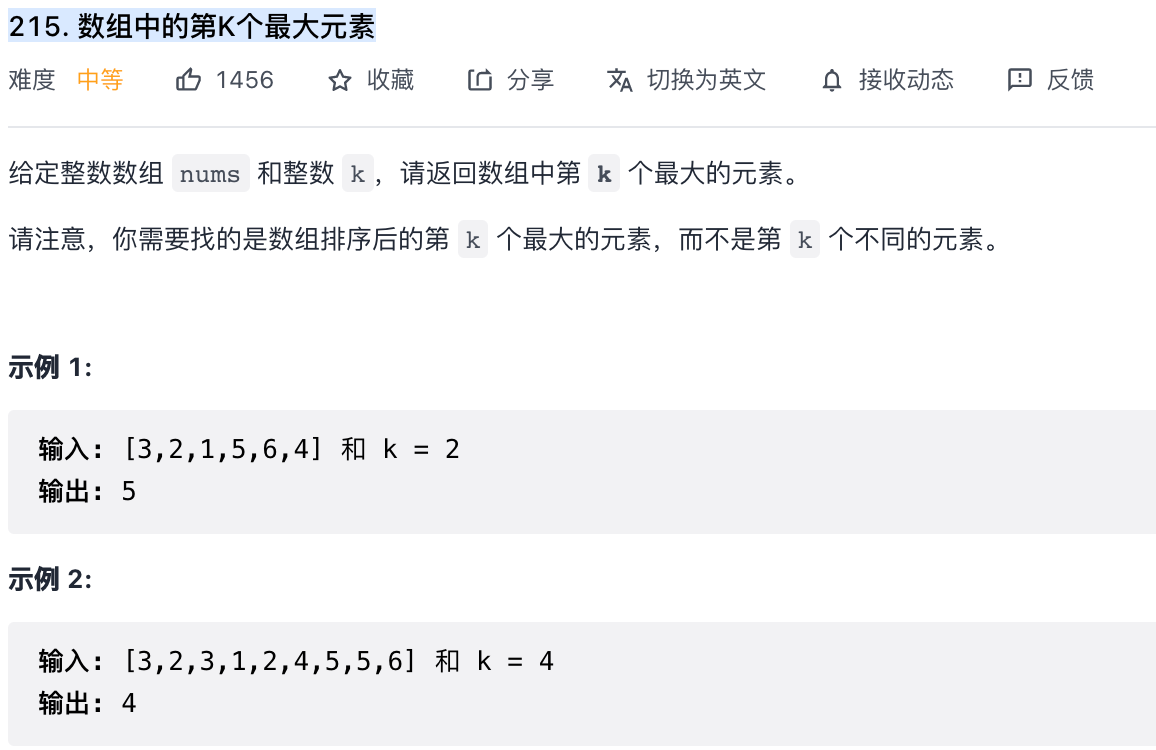 215. 数组中的第K个最大元素
难度 中等 1456 收藏 分享 切换为英文 接收动态 反馈
给定整数数组 nums 和整数 k，请返回数组中第 k 个最大的元素。
请注意，你需要找的是数组排序后的第 k 个最大的元素，而不是第 k 个不同的元素。
示例 1:
输入: [3,2,1,5,6,4] 和 k = 2
输出: 5
示例 2:
输入: [3,2,3,1,2,4,5,5,6] 和 k = 4
输出: 4